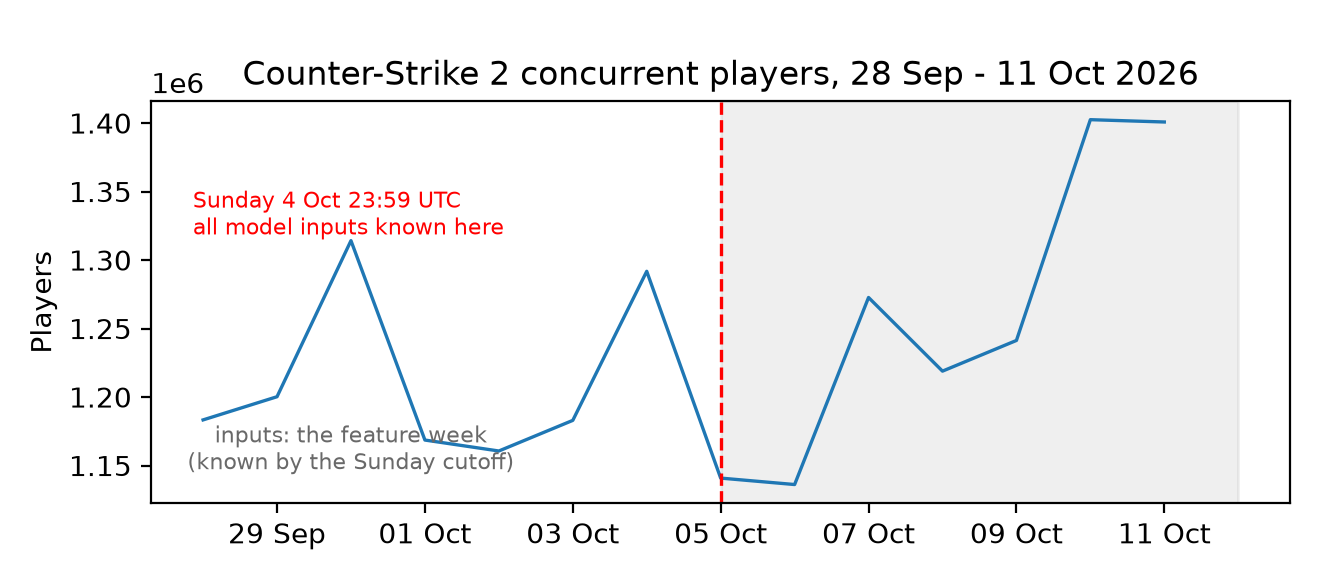 Counter-Strike 2 concurrent players, 28 Sep - 11 Oct 2026
1e6
1.40
1.35
1.30
1.25
1.20
1.15
Players
Sunday 4 Oct 23:59 UTC
all model inputs known here
inputs: the feature week
(known by the Sunday cutoff)
29 Sep
01 Oct
03 Oct
05 Oct
07 Oct
09 Oct
11 Oct